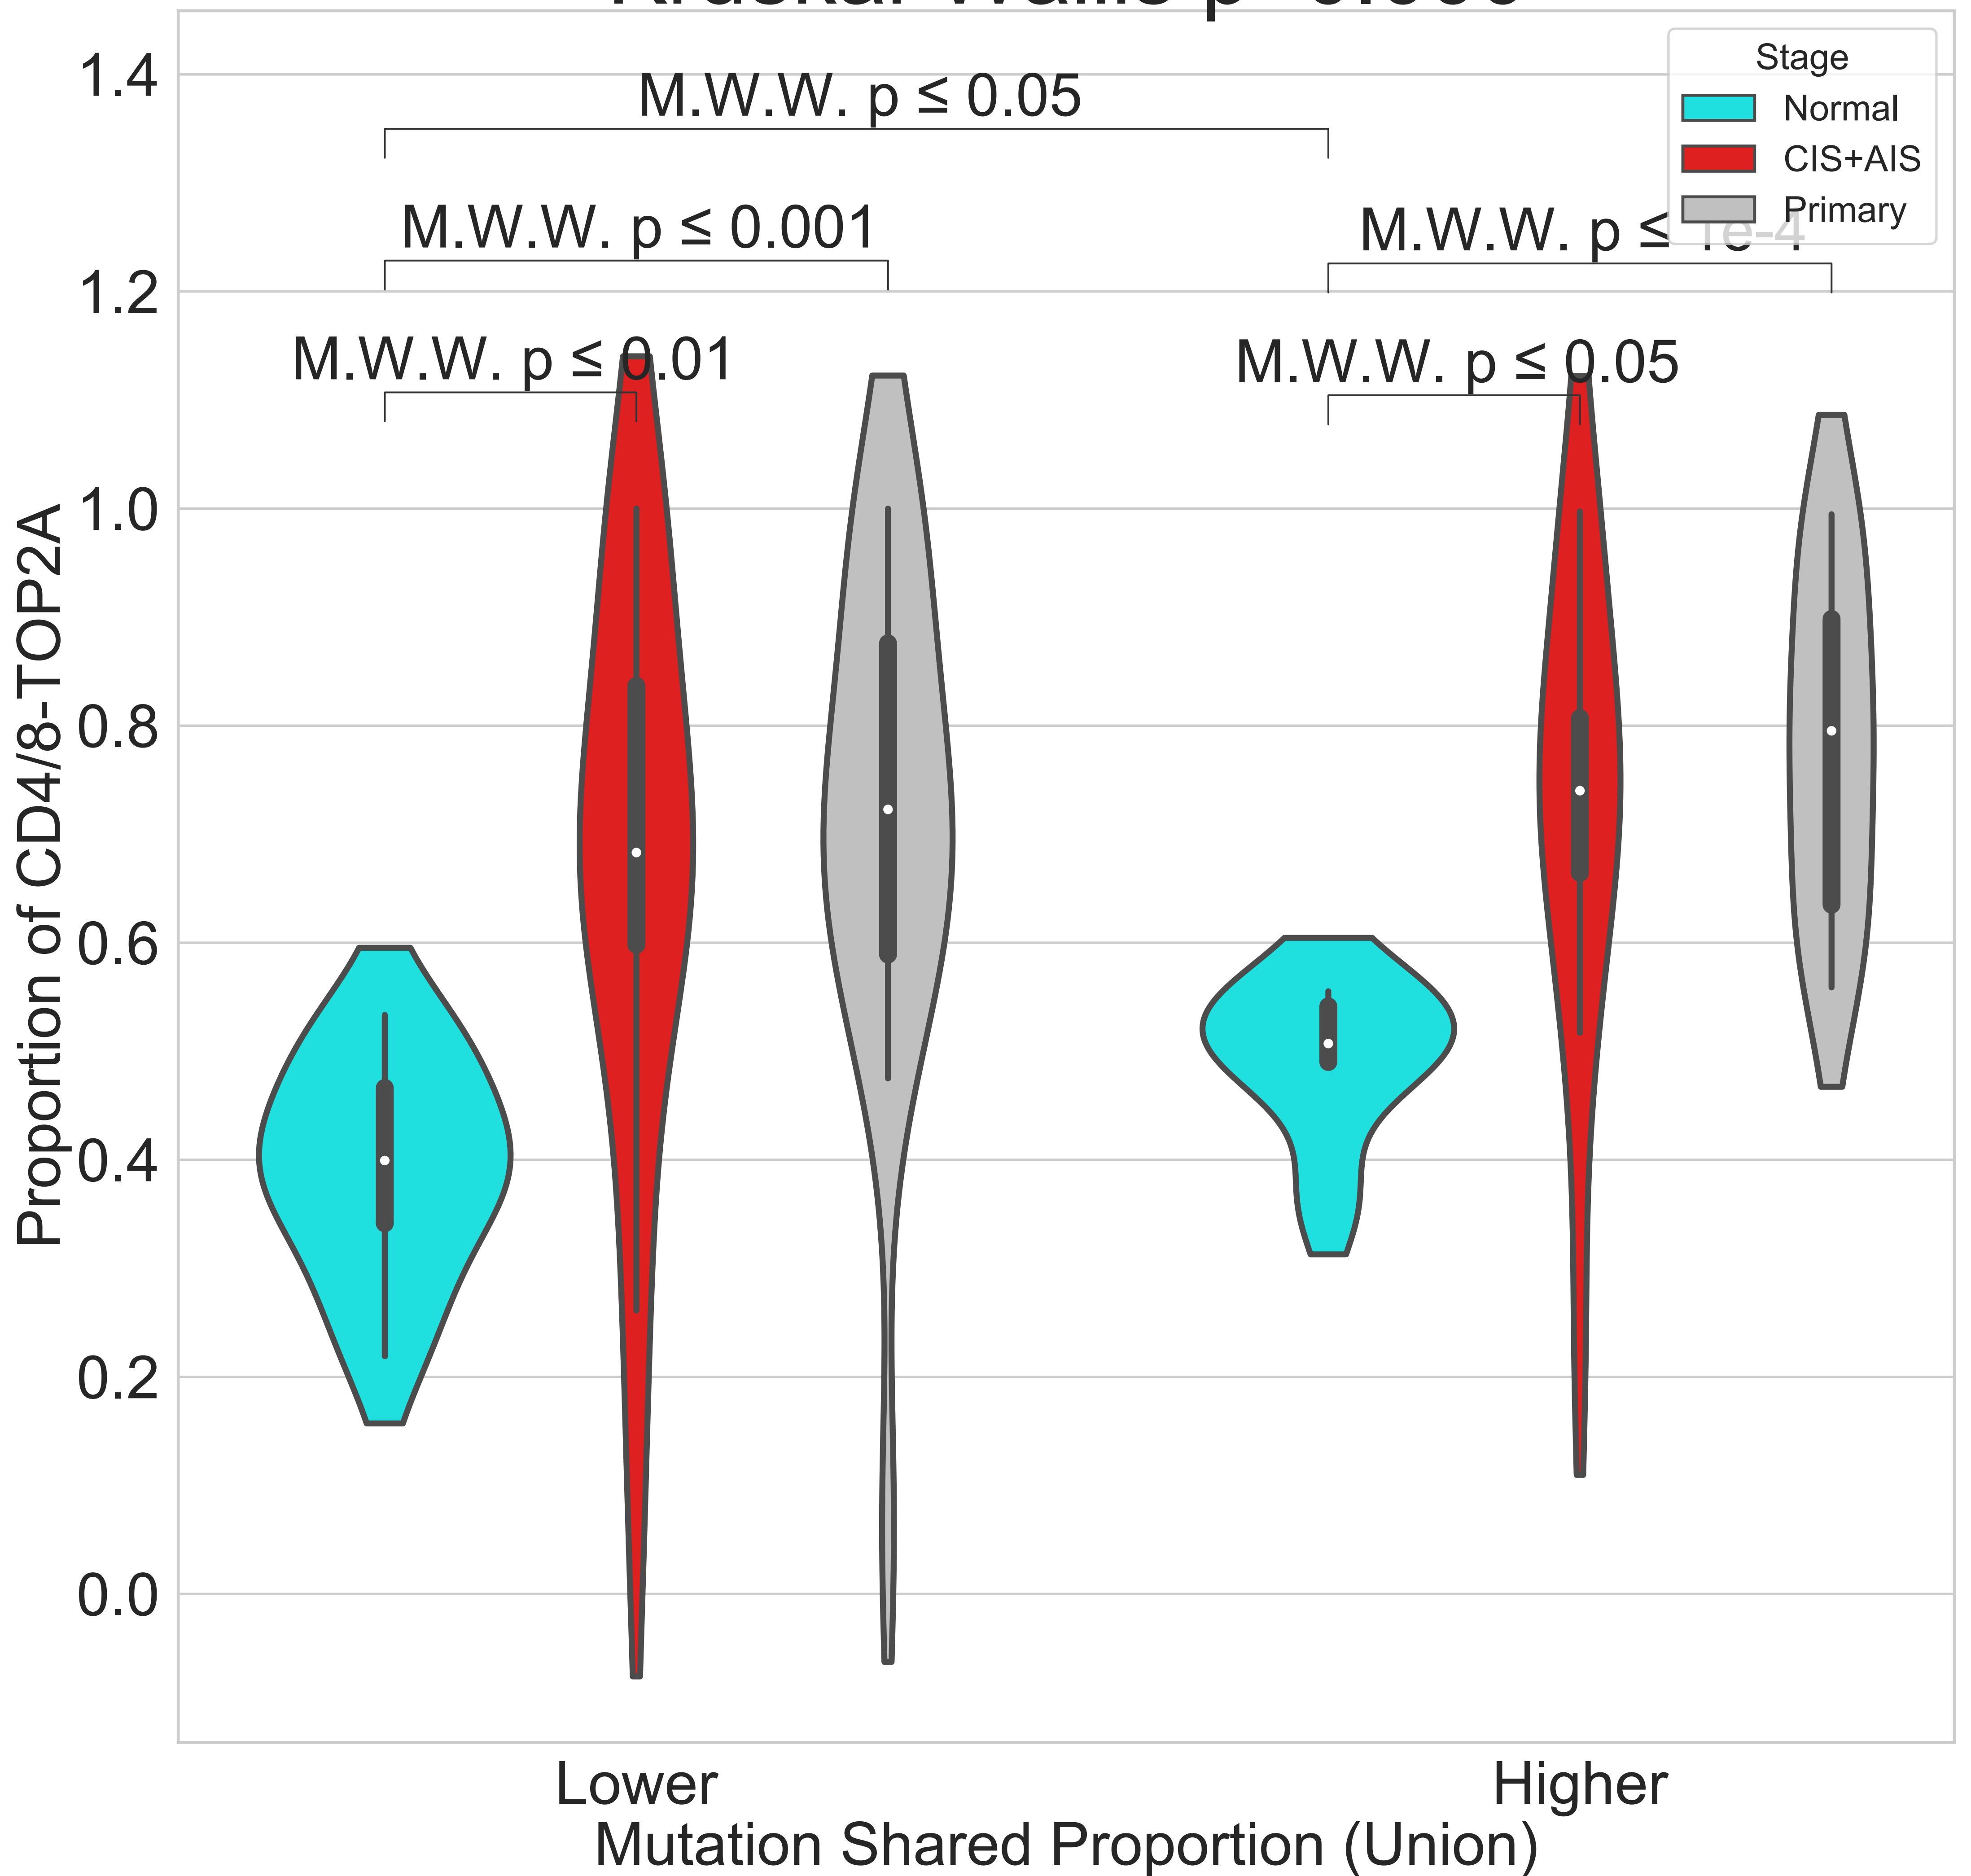 Stage
Normal
CIS+AIS
Primary
M.W.W. p ≤ 0.05
M.W.W. p ≤ 0.001
M.W.W. p ≤ 1e-4
M.W.W. p ≤ 0.01
M.W.W. p ≤ 0.05
1.4
1.2
1.0
0.8
0.6
0.4
0.2
0.0
Proportion of CD4/8-TOP2A
Lower
Higher
Mutation Shared Proportion (Union)